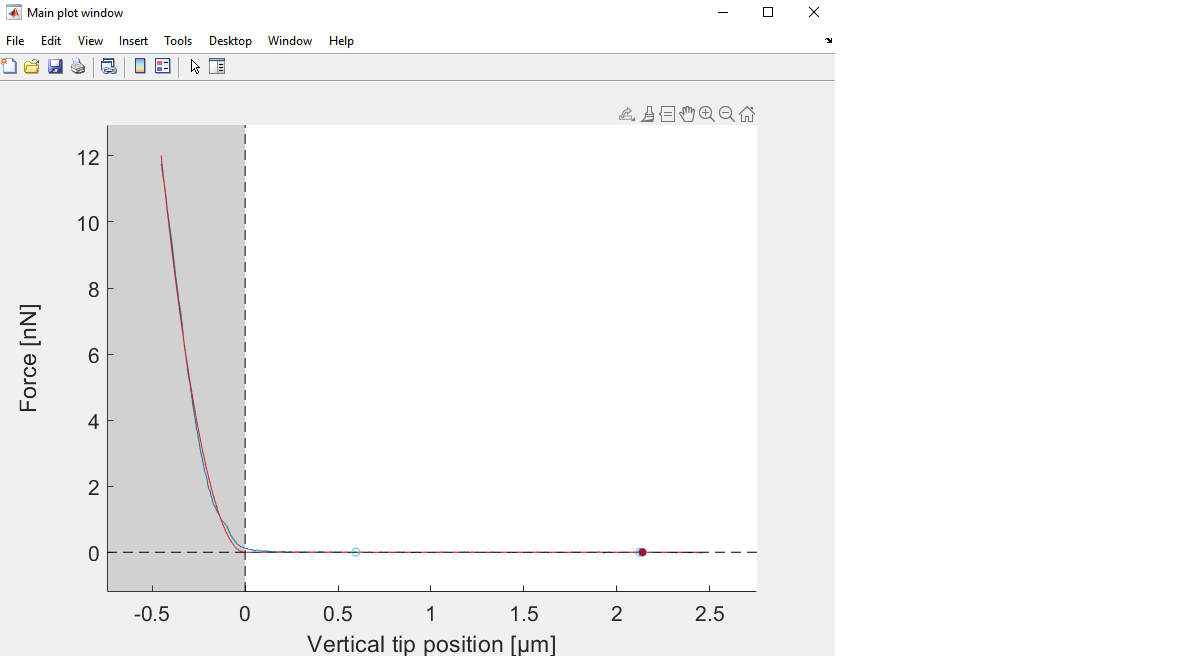 Main plot window
File Edit View Insert Tools Desktop Window Help
12
10
8
6
4
2
0
Force [nN]
-0.5 0 0.5 1 1.5 2 2.5
Vertical tip position [µm]